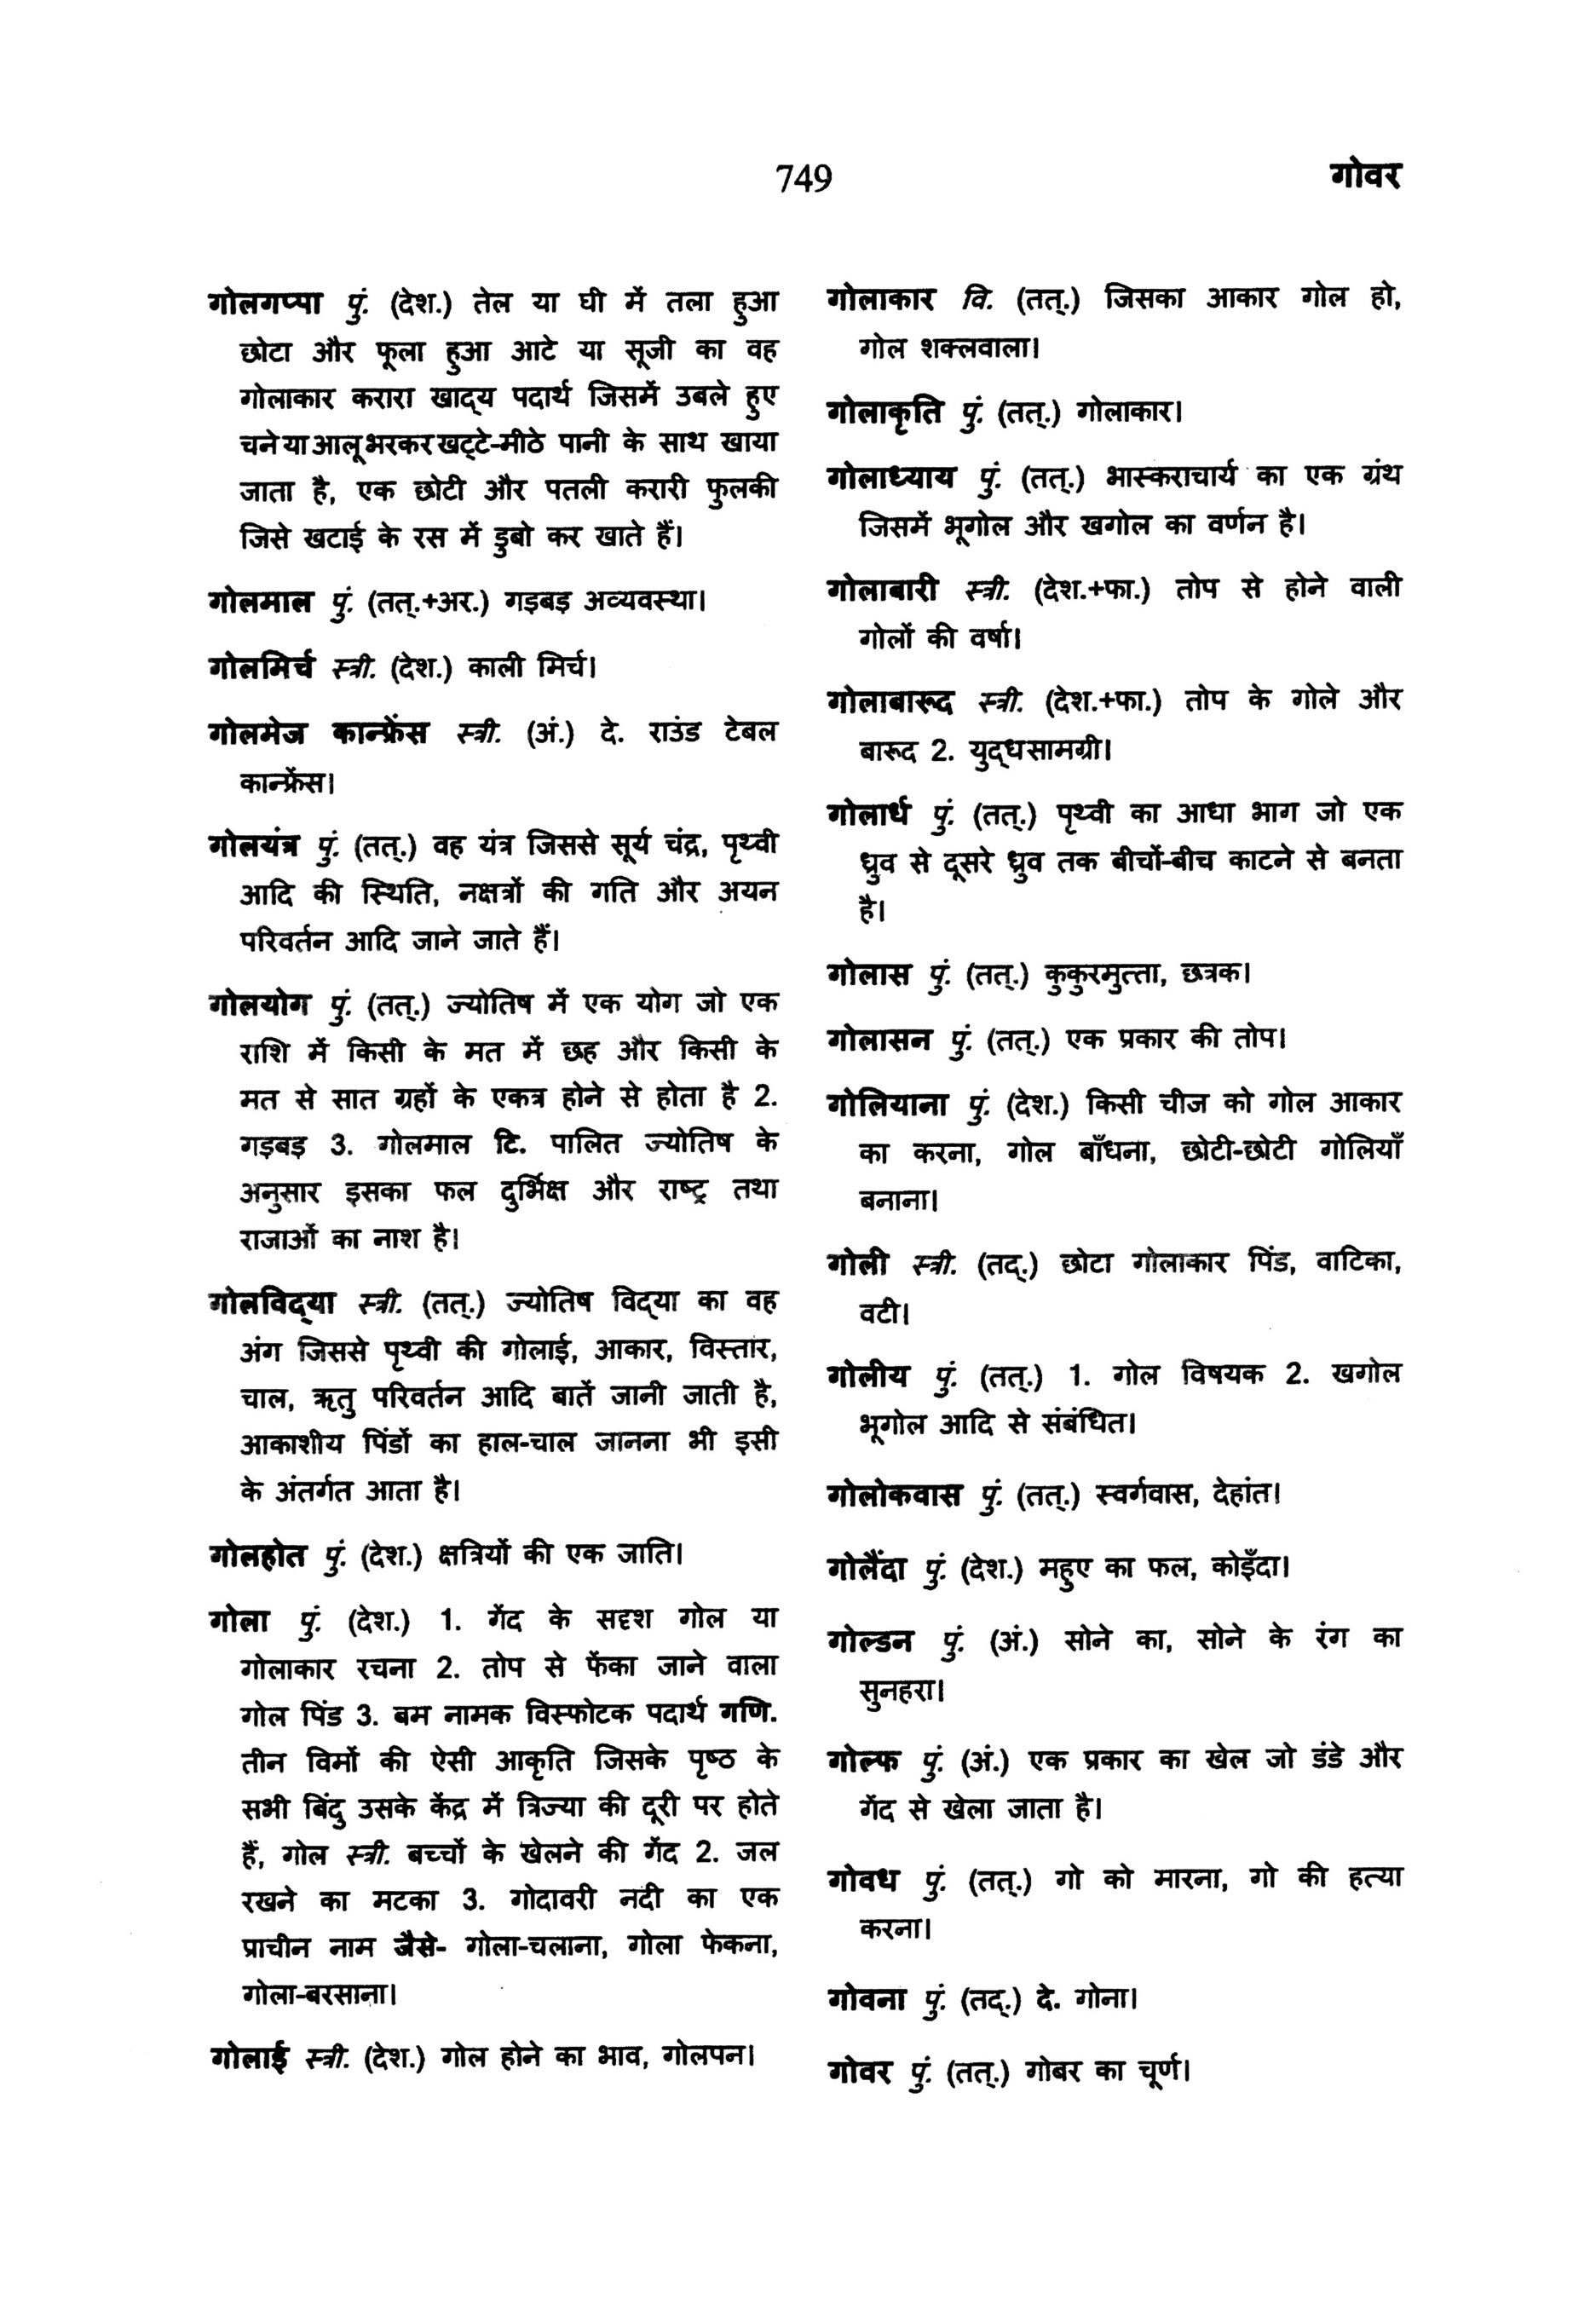 749
गोवर
गोलगप्पा पुं. (देश.) तेल या घी में तला हुआ
छोटा और फूला हुआ आटे या सूजी का वह
गोलाकार करारा खाद्‌य पदार्थ जिसमें उबले हुए
चने या आलू भरकर खट्‌टे-मीठे पानी के साथ खाया
जाता है, एक छोटी और पतली करारी फुलकी
जिसे खटाई के रस में डुबो कर खाते हैं।
गोलमाल पुं. (तत्.+अर.) गड़बड़ अव्यवस्था।
गोलमिर्च स्त्री. (देश.) काली मिर्च।
गोलमेज कान्फ्रेंस स्त्री. (अं.) दे. राउंड टेबल
कान्फ्रेंस।
गोलयंत्र पुं. (तत्.) वह यंत्र जिससे सूर्य चंद्र, पृथ्वी
आदि की स्थिति, नक्षत्रों की गति और अयन
परिवर्तन आदि जाने जाते हैं।
गोलयोग पुं. (तत्.) ज्योतिष में एक योग जो एक
राशि में किसी के मत में छह और किसी के
मत से सात ग्रहों के एकत्र होने से होता है 2.
गड़बड़ 3. गोलमाल टि. पालित ज्योतिष के
अनुसार इसका फल दुर्भिक्ष और राष्ट्र तथा
राजाओं का नाश है।
गोलविद्‌या स्त्री. (तत्.) ज्योतिष विद्‌या का वह
अंग जिससे पृथ्वी की गोलाई, आकार, विस्तार,
चाल, ऋतु परिवर्तन आदि बातें जानी जाती है,
आकाशीय पिंडों का हाल-चाल जानना भी इसी
के अंतर्गत आता है।
गोलहोत पुं. (देश.) क्षत्रियों की एक जाति।
गोला पुं. (देश.) 1. गेंद के सदृश गोल या
गोलाकार रचना 2. तोप से फेंका जाने वाला
गोल पिंड 3. बम नामक विस्फोटक पदार्थ गणि.
तीन विमों की ऐसी आकृति जिसके पृष्ठ के
सभी बिंदु उसके केंद्र में त्रिज्या की दूरी पर होते
हैं, गोल स्त्री. बच्चों के खेलने की गेंद 2. जल
रखने का मटका 3. गोदावरी नदी का एक
प्राचीन नाम जैसे- गोला-चलाना, गोला फेकना,
गोला-बरसाना।
गोलाई स्त्री. (देश.) गोल होने का भाव, गोलपन।
गोलाकार वि. (तत्.) जिसका आकार गोल हो,
गोल शक्लवाला।
गोलाकृति पुं. (तत्.) गोलाकार।
गोलाध्याय पुं. (तत्.) भास्कराचार्य का एक ग्रंथ
जिसमें भूगोल और खगोल का वर्णन है।
गोलाबारी स्त्री. (देश.+फा.) तोप से होने वाली
गोलों की वर्षा।
गोलाबारूद स्त्री. (देश.+फा.) तोप के गोले और
बारूद 2. युद्‌धसामग्री।
गोलार्ध पुं. (तत्.) पृथ्वी का आधा भाग जो एक
ध्रुव से दूसरे ध्रुव तक बीचों-बीच काटने से बनता
है।
गोलास पुं. (तत्.) कुकुरमुत्ता, छत्रक।
गोलासन पुं. (तत्.) एक प्रकार की तोप।
गोलियाना पुं. (देश.) किसी चीज को गोल आकार
का करना, गोल बाँधना, छोटी-छोटी गोलियाँ
बनाना।
गोली स्त्री. (तद्.) छोटा गोलाकार पिंड, वाटिका,
वटी।
गोलीय पुं. (तत्.) 1. गोल विषयक 2. खगोल
भूगोल आदि से संबंधित।
गोलोकवास पुं. (तत्.) स्वर्गवास, देहांत।
गोलैंदा पुं. (देश.) महुए का फल, कोइँदा।
गोल्डन पुं. (अं.) सोने का, सोने के रंग का
सुनहरा।
गोल्फ पुं. (अं.) एक प्रकार का खेल जो डंडे और
गेंद से खेला जाता है।
गोवध पुं. (तत्.) गो को मारना, गो की हत्या
करना।
गोवना पुं. (तद्.) दे. गोना।
गोवर पुं. (तत्.) गोबर का चूर्ण।